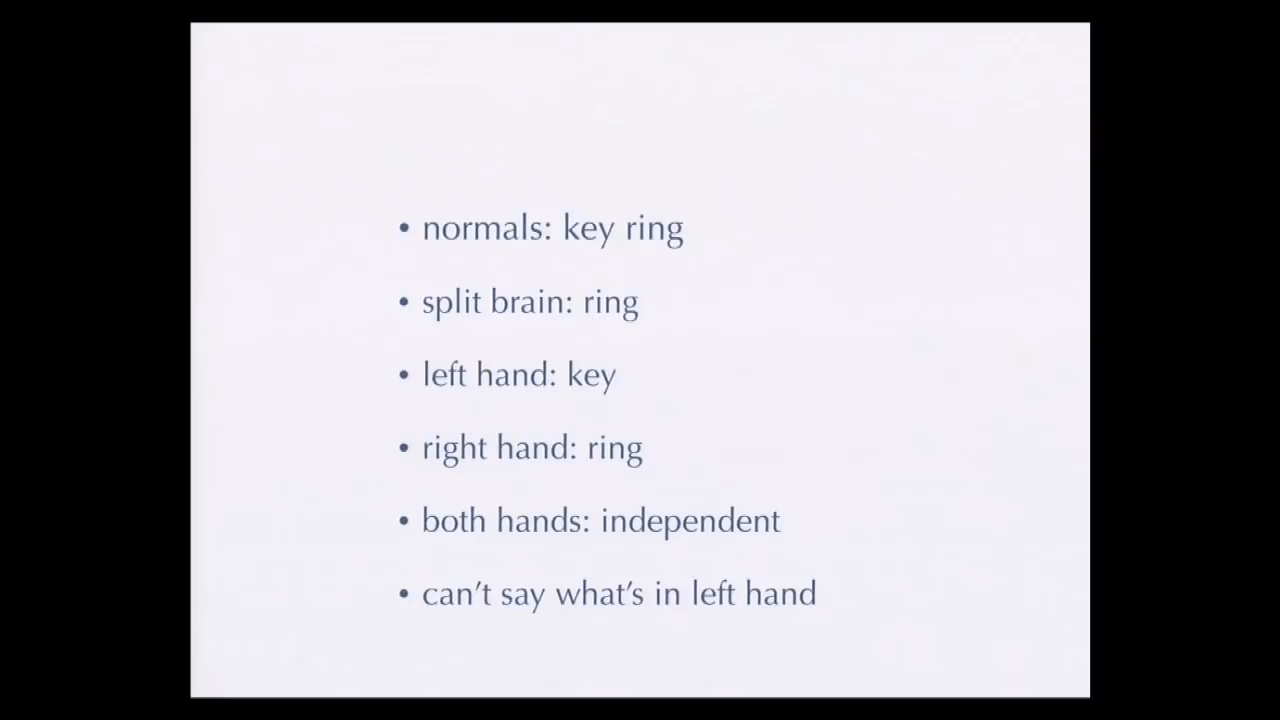 • normals: key ring
• split brain: ring
• left hand: key
• right hand: ring
• both hands: independent
• can’t say what’s in left hand